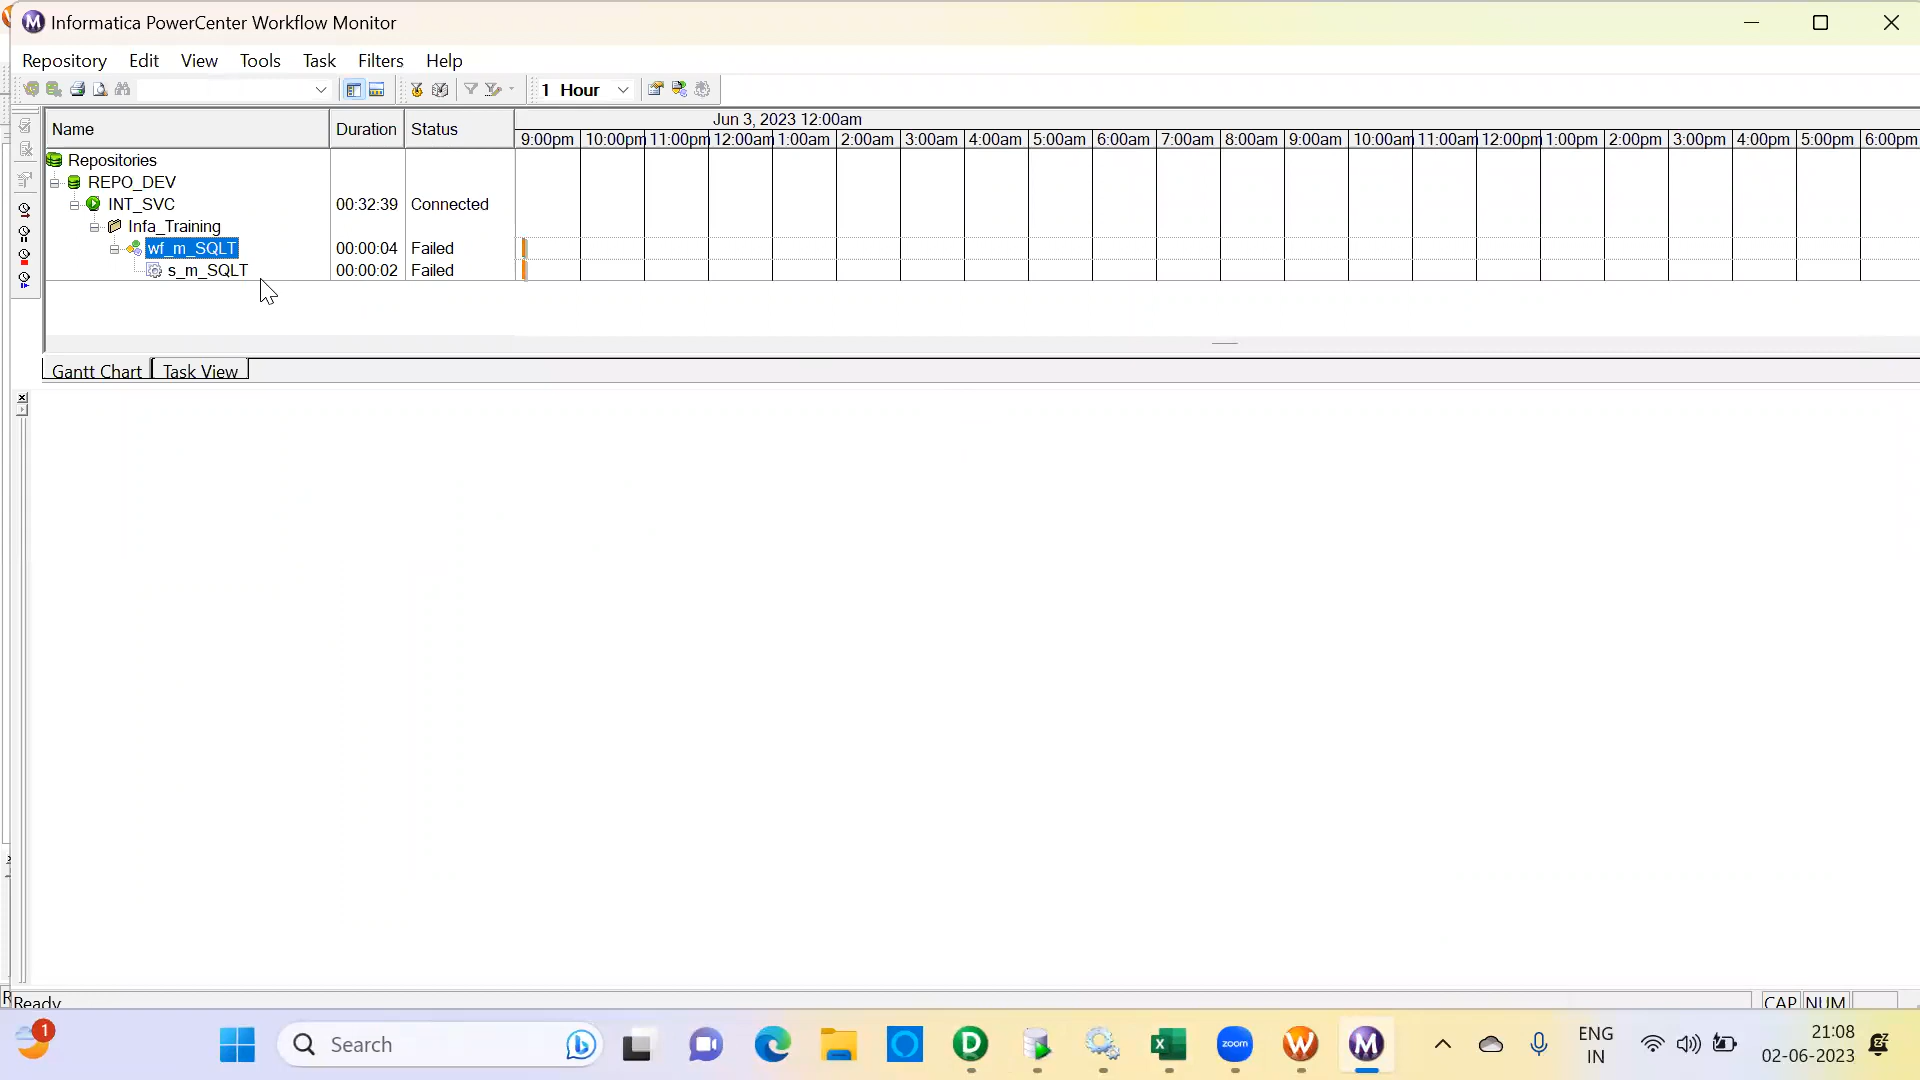 Informatica PowerCenter Workflow Monitor
Repository Edit View Tools Task Filters Help
1 Hour
Name Duration Status Jun 3, 2023 12:00am
9:00pm 10:00pm 11:00pm 12:00am 1:00am 2:00am 3:00am 4:00am 5:00am 6:00am 7:00am 8:00am 9:00am 10:00am 11:00am 12:00pm 1:00pm 2:00pm 3:00pm 4:00pm 5:00pm 6:00pm
Repositories
REPO_DEV
INT_SVC 00:32:39 Connected
Infa_Training
wf_m_SQLT 00:00:04 Failed
s_m_SQLT 00:00:02 Failed
Gantt Chart Task View
Ready CAP NUM
1 Search zoom ENG 21:08
IN 02-06-2023